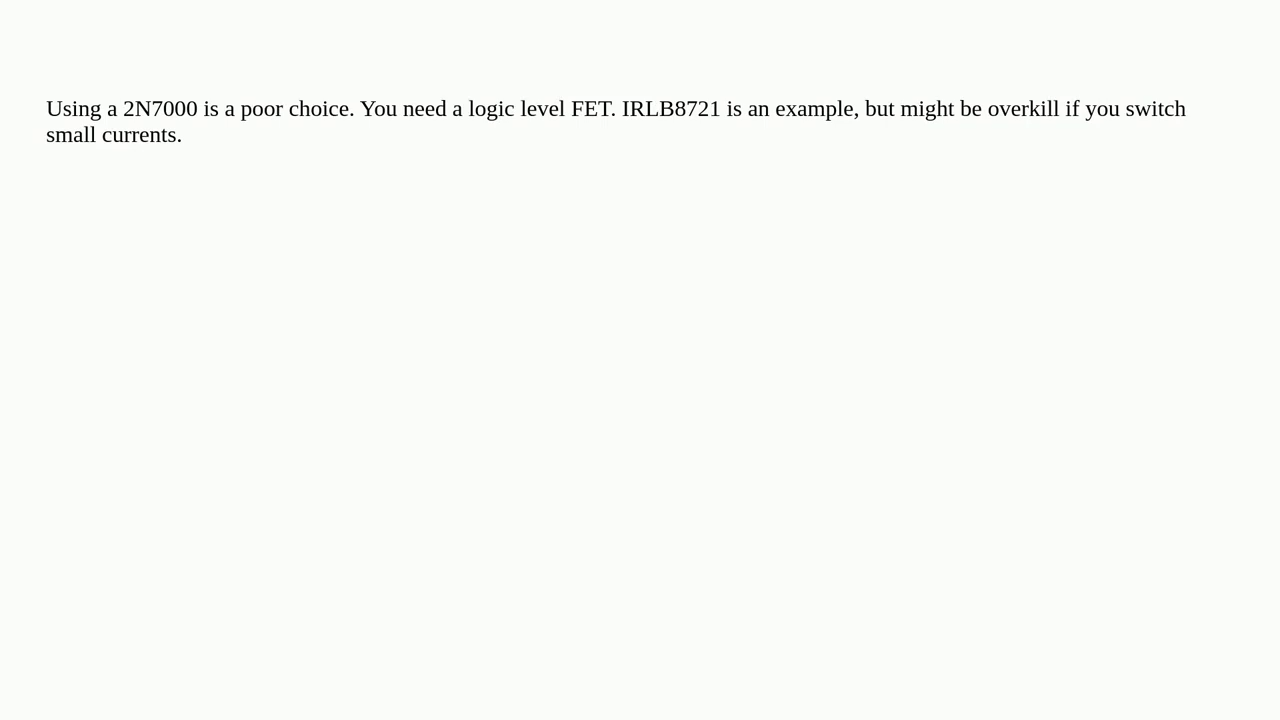 Using a 2N7000 is a poor choice. You need a logic level FET. IRLB8721 is an example, but might be overkill if you switch
small currents.